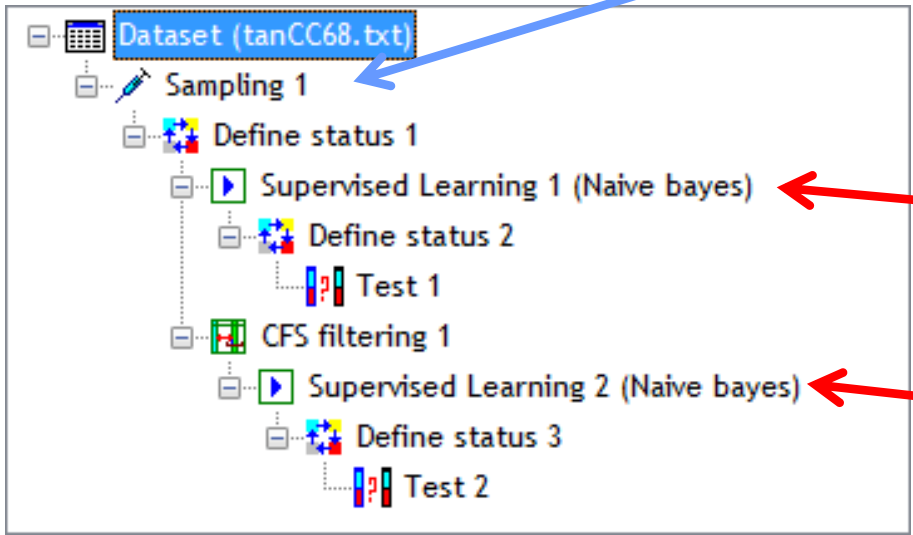 Dataset (tanCC68.txt)
Sampling 1
Define status 1
Supervised Learning 1 (Naive bayes)
Define status 2
Test 1
CFS filtering 1
Supervised Learning 2 (Naive bayes)
Define status 3
Test 2